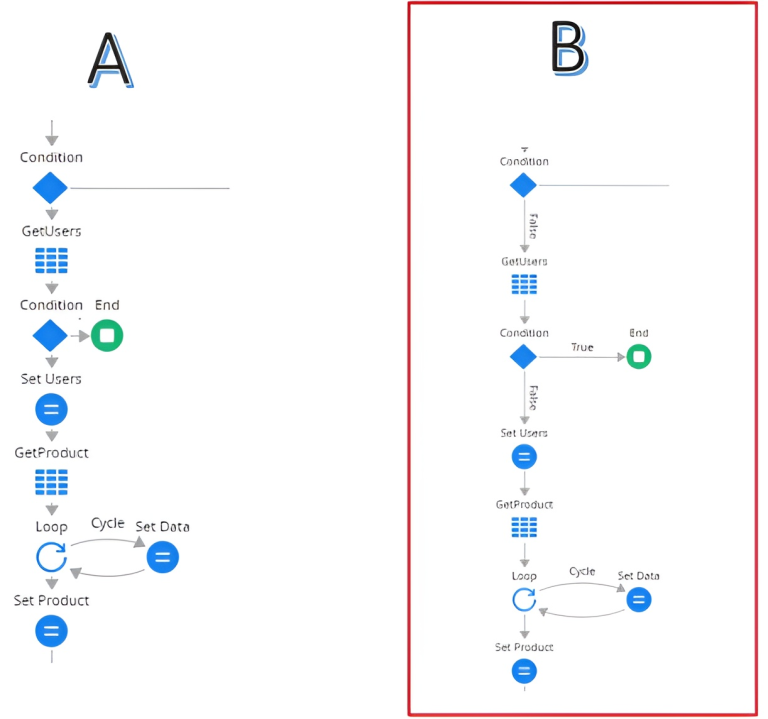 A
Condition
GetUsers
Condition End
Set Users
GetProduct
Loop Cycle Set Data
Set Product
B
Condition
False
GetUsers
Condition
True
End
False
Set Users
GetProduct
Loop Cycle Set Data
Set Product